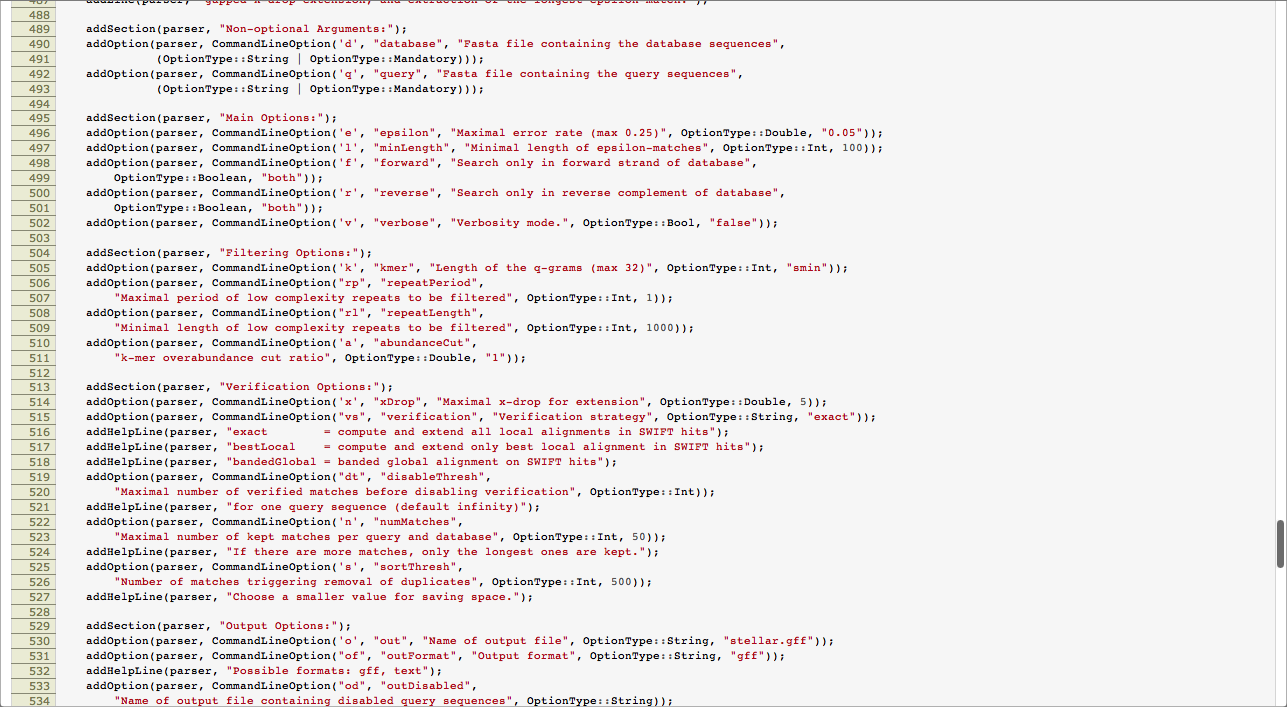 487 addLine(parser, "gapped X-drop extension, and extraction of the longest epsilon-match.");
488
489 addSection(parser, "Non-optional Arguments:");
490 addOption(parser, CommandLineOption('d', "database", "Fasta file containing the database sequences",
491 (OptionType::String | OptionType::Mandatory)));
492 addOption(parser, CommandLineOption('q', "query", "Fasta file containing the query sequences",
493 (OptionType::String | OptionType::Mandatory)));
494
495 addSection(parser, "Main Options:");
496 addOption(parser, CommandLineOption('e', "epsilon", "Maximal error rate (max 0.25)", OptionType::Double, "0.05"));
497 addOption(parser, CommandLineOption('l', "minLength", "Minimal length of epsilon-matches", OptionType::Int, 100));
498 addOption(parser, CommandLineOption('f', "forward", "Search only in forward strand of database",
499 OptionType::Boolean, "both"));
500 addOption(parser, CommandLineOption('r', "reverse", "Search only in reverse complement of database",
501 OptionType::Boolean, "both"));
502 addOption(parser, CommandLineOption('v', "verbose", "Verbosity mode.", OptionType::Bool, "false"));
503
504 addSection(parser, "Filtering Options:");
505 addOption(parser, CommandLineOption('k', "kmer", "Length of the q-grams (max 32)", OptionType::Int, "smin"));
506 addOption(parser, CommandLineOption("rp", "repeatPeriod",
507 "Maximal period of low complexity repeats to be filtered", OptionType::Int, 1));
508 addOption(parser, CommandLineOption("rl", "repeatLength",
509 "Minimal length of low complexity repeats to be filtered", OptionType::Int, 1000));
510 addOption(parser, CommandLineOption('a', "abundanceCut",
511 "k-mer overabundance cut ratio", OptionType::Double, "1"));
512
513 addSection(parser, "Verification Options:");
514 addOption(parser, CommandLineOption('x', "xDrop", "Maximal x-drop for extension", OptionType::Double, 5));
515 addOption(parser, CommandLineOption("vs", "verification", "Verification strategy", OptionType::String, "exact"));
516 addHelpLine(parser, "exact = compute and extend all local alignments in SWIFT hits");
517 addHelpLine(parser, "bestLocal = compute and extend only best local alignment in SWIFT hits");
518 addHelpLine(parser, "bandedGlobal = banded global alignment on SWIFT hits");
519 addOption(parser, CommandLineOption("dt", "disableThresh",
520 "Maximal number of verified matches before disabling verification", OptionType::Int));
521 addHelpLine(parser, "for one query sequence (default infinity)");
522 addOption(parser, CommandLineOption('n', "numMatches",
523 "Maximal number of kept matches per query and database", OptionType::Int, 50));
524 addHelpLine(parser, "If there are more matches, only the longest ones are kept.");
525 addOption(parser, CommandLineOption('s', "sortThresh",
526 "Number of matches triggering removal of duplicates", OptionType::Int, 500));
527 addHelpLine(parser, "Choose a smaller value for saving space.");
528
529 addSection(parser, "Output Options:");
530 addOption(parser, CommandLineOption('o', "out", "Name of output file", OptionType::String, "stellar.gff"));
531 addOption(parser, CommandLineOption("of", "outFormat", "Output format", OptionType::String, "gff"));
532 addHelpLine(parser, "Possible formats: gff, text");
533 addOption(parser, CommandLineOption("od", "outDisabled",
534 "Name of output file containing disabled query sequences", OptionType::String));